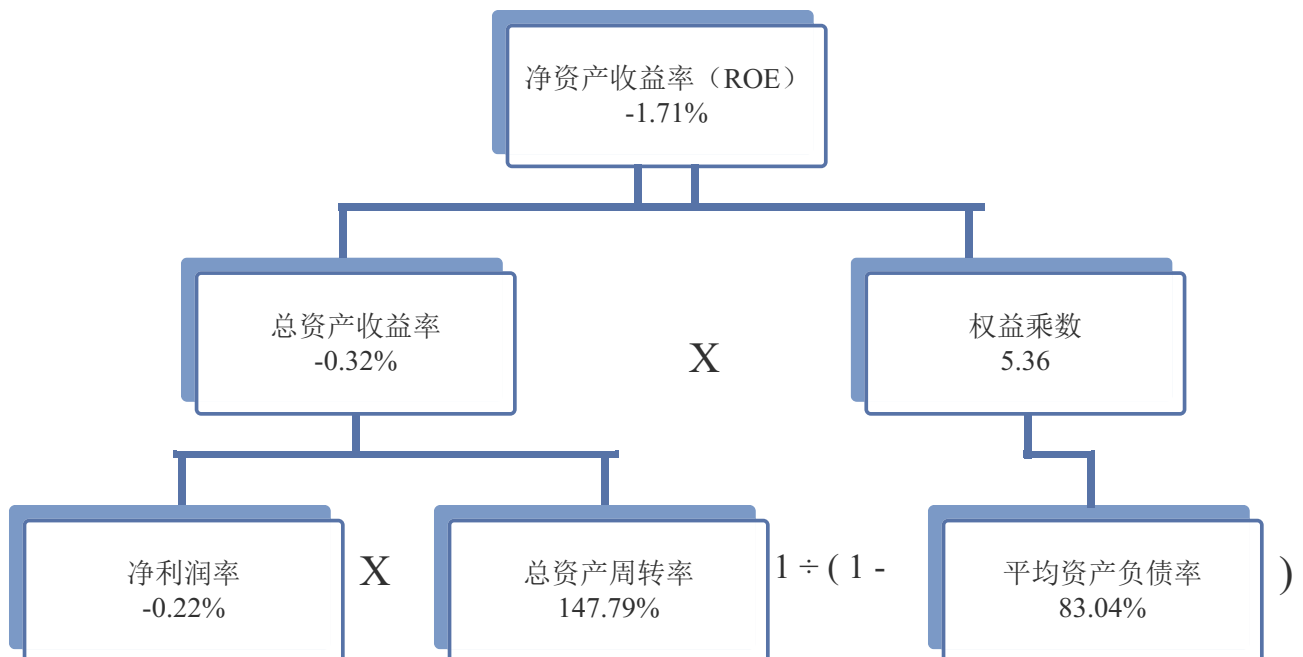 净资产收益率（ROE）
-1.71%
总资产收益率
-0.32%
X
权益乘数
5.36
净利润率
-0.22%
X
总资产周转率
147.79%
1 ÷ ( 1 -
平均资产负债率
83.04%
)